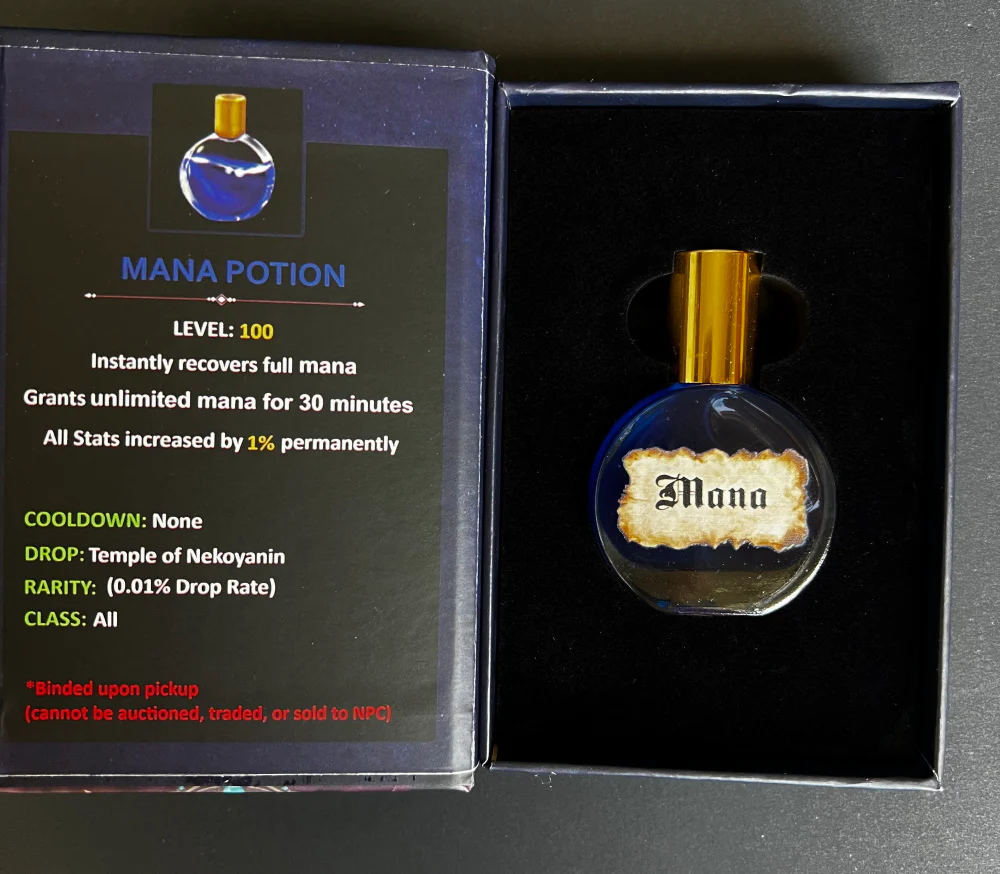 MANA POTION
LEVEL: 100
Instantly recovers full mana
Grants unlimited mana for 30 minutes
All Stats increased by 1% permanently
COOLDOWN: None
DROP: Temple of Nekoyanin
RARITY: (0.01% Drop Rate)
CLASS: All
*Binded upon pickup
(cannot be auctioned, traded, or sold to NPC)
Mana